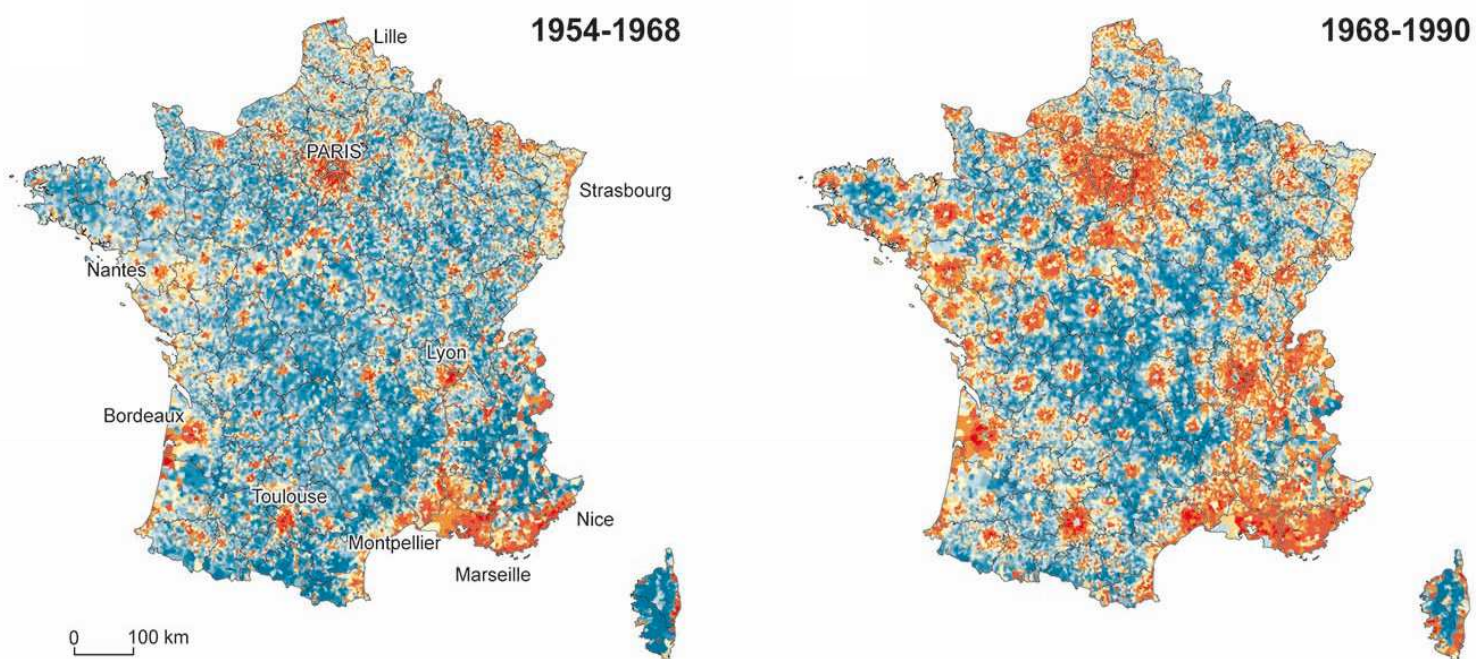 1954-1968
1968-1990
Lille
PARIS
Strasbourg
Nantes
Lyon
Bordeaux
Toulouse
Nice
Montpellier
Marseille
0 100 km